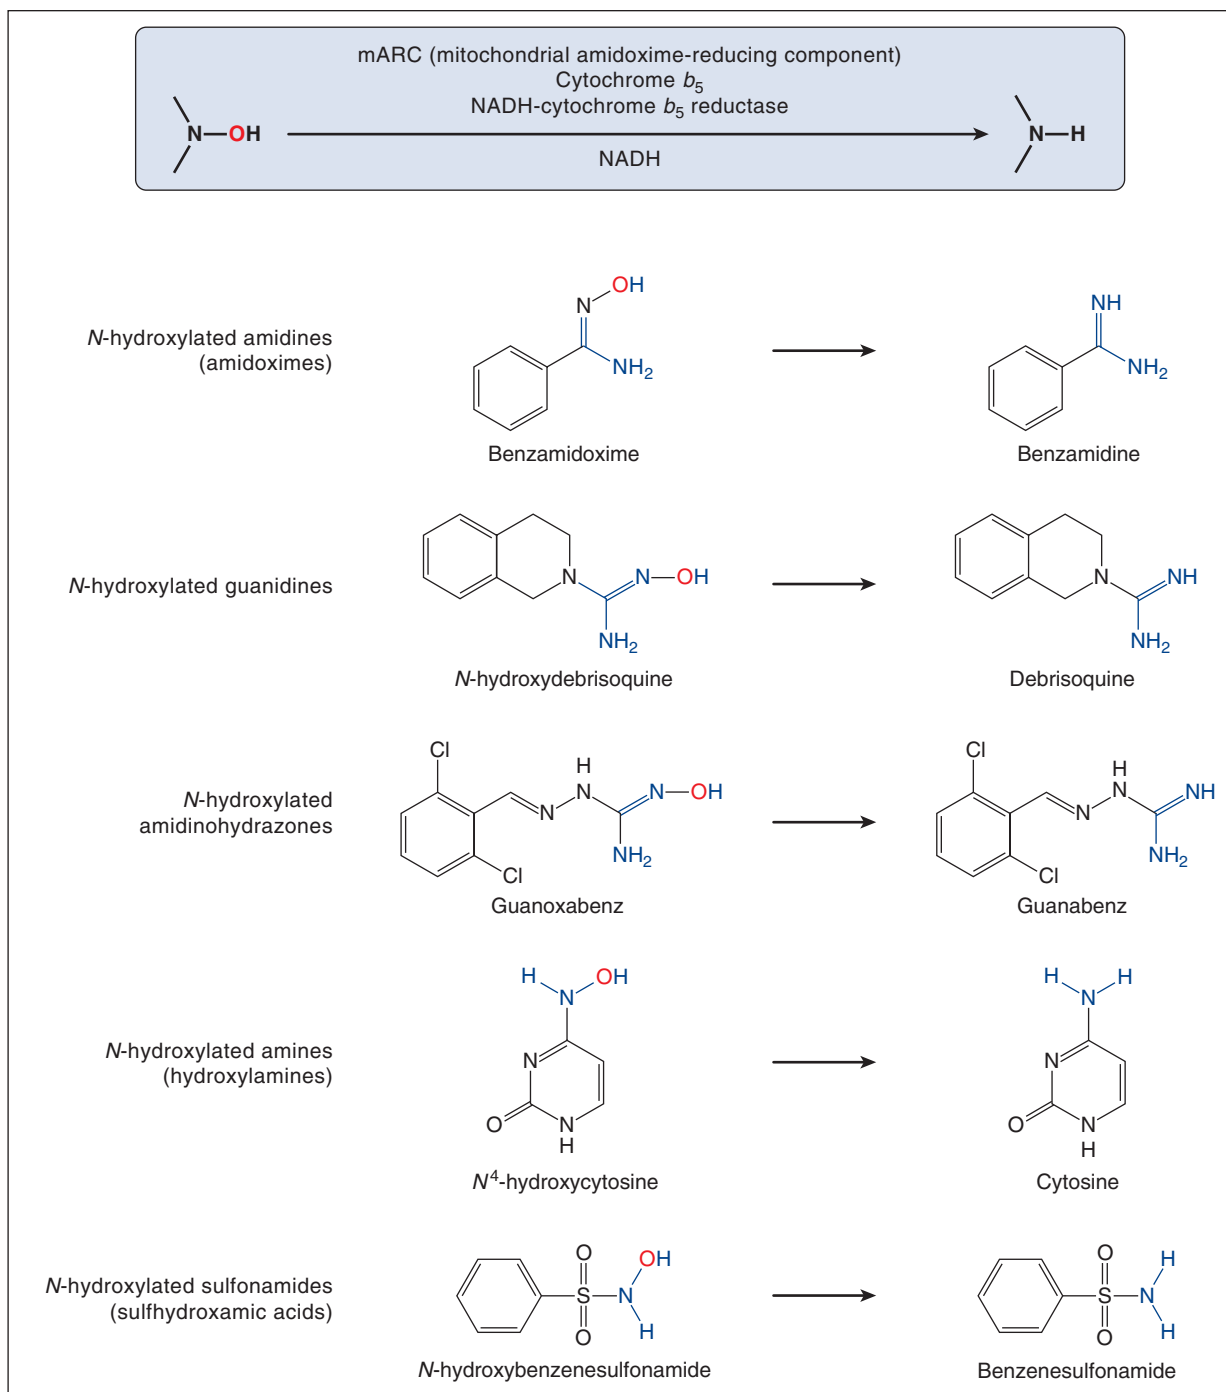 mARC (mitochondrial amidoxime-reducing component)
Cytochrome b5
NADH-cytochrome b5 reductase
N OH
N H
NADH
N-hydroxylated amidines
(amidoximes)
OH
N
NH2
Benzamidoxime
NH
NH2
Benzamidine
N-hydroxylated guanidines
N N OH
NH2
N-hydroxydebrisoquine
N NH
NH2
Debrisoquine
N-hydroxylated
amidinohydrazones
Cl
H
N NH N OH
NH2
Cl
Guanoxabenz
Cl
H
N NH NH
NH2
Cl
Guanabenz
N-hydroxylated amines
(hydroxylamines)
H OH
N
N
O N
H
N4-hydroxycytosine
H H
N
N
O N
H
Cytosine
N-hydroxylated sulfonamides
(sulfhydroxamic acids)
O OH
S N
O H
N-hydroxybenzenesulfonamide
O H
S N
O H
Benzenesulfonamide